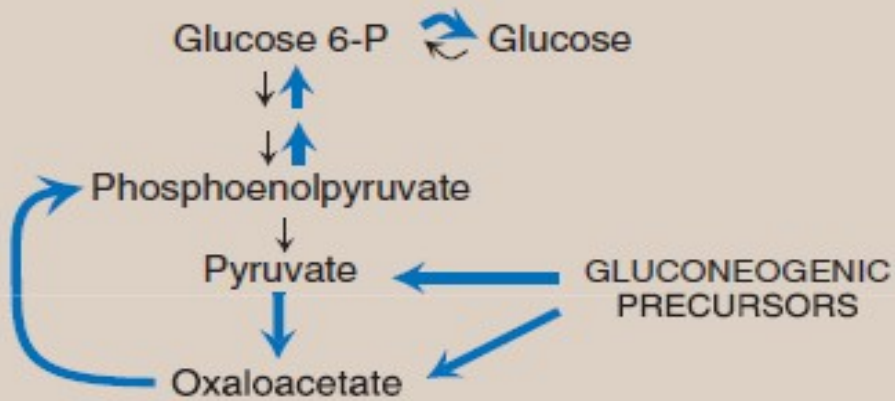 Glucose 6-P Glucose
Phosphoenolpyruvate
Pyruvate
GLUCONEOGENIC
PRECURSORS
Oxaloacetate